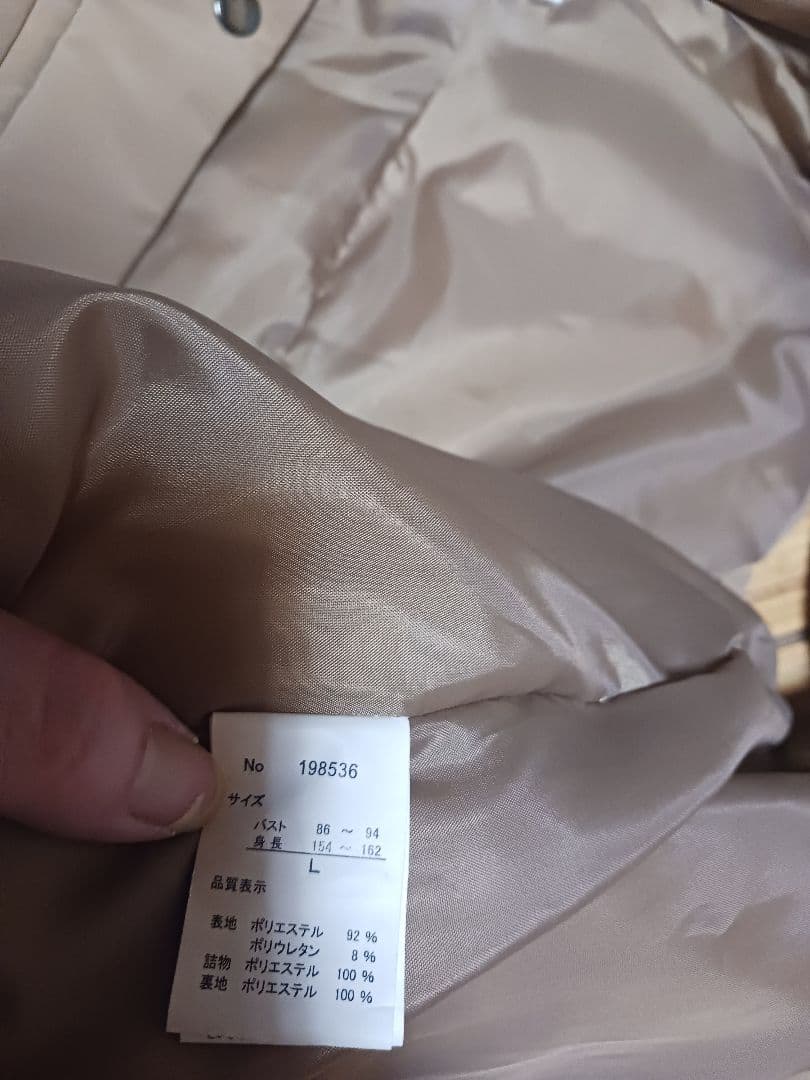 No 198536
サイズ
バスト 86 ～ 94
身長 154 ～ 162
L
品質表示
表地 ポリエステル 92 %
ポリウレタン 8 %
詰物 ポリエステル 100 %
裏地 ポリエステル 100 %